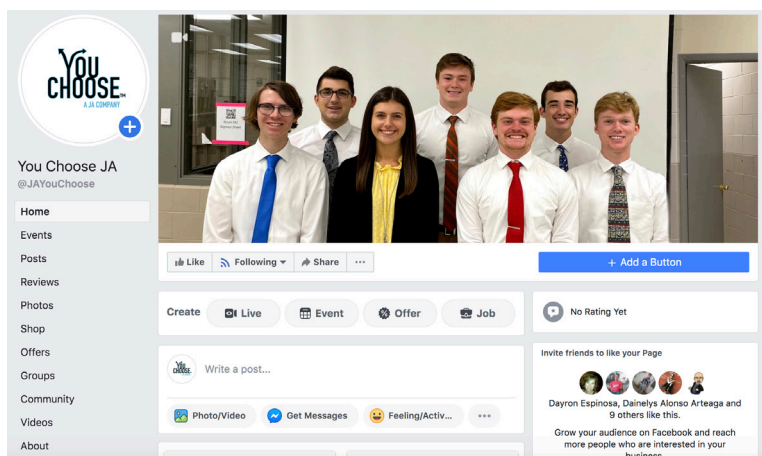 YOU
CHOOSE™
A JA COMPANY
You Choose JA
@JAYouChoose
Home
Events
Posts
Reviews
Photos
Shop
Offers
Groups
Community
Videos
About
Like
Following
Share
+ Add a Button
Create
Live
Event
Offer
Job
Write a post...
Photo/Video
Get Messages
Feeling/Activ...
No Rating Yet
Invite friends to like your Page
Dayron Espinosa, Dainelys Alonso Arteaga and
9 others like this.
Grow your audience on Facebook and reach
more people who are interested in your
business.